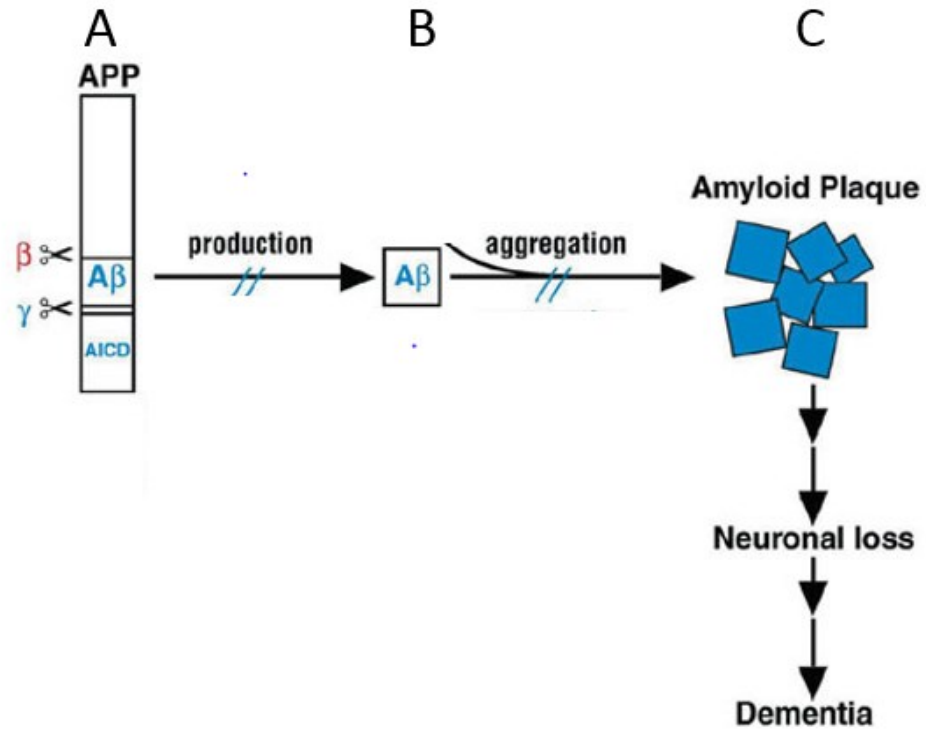 A
B
C
APP
Amyloid Plaque
β
production
aggregation
Aβ
Aβ
γ
AICD
Neuronal loss
Dementia